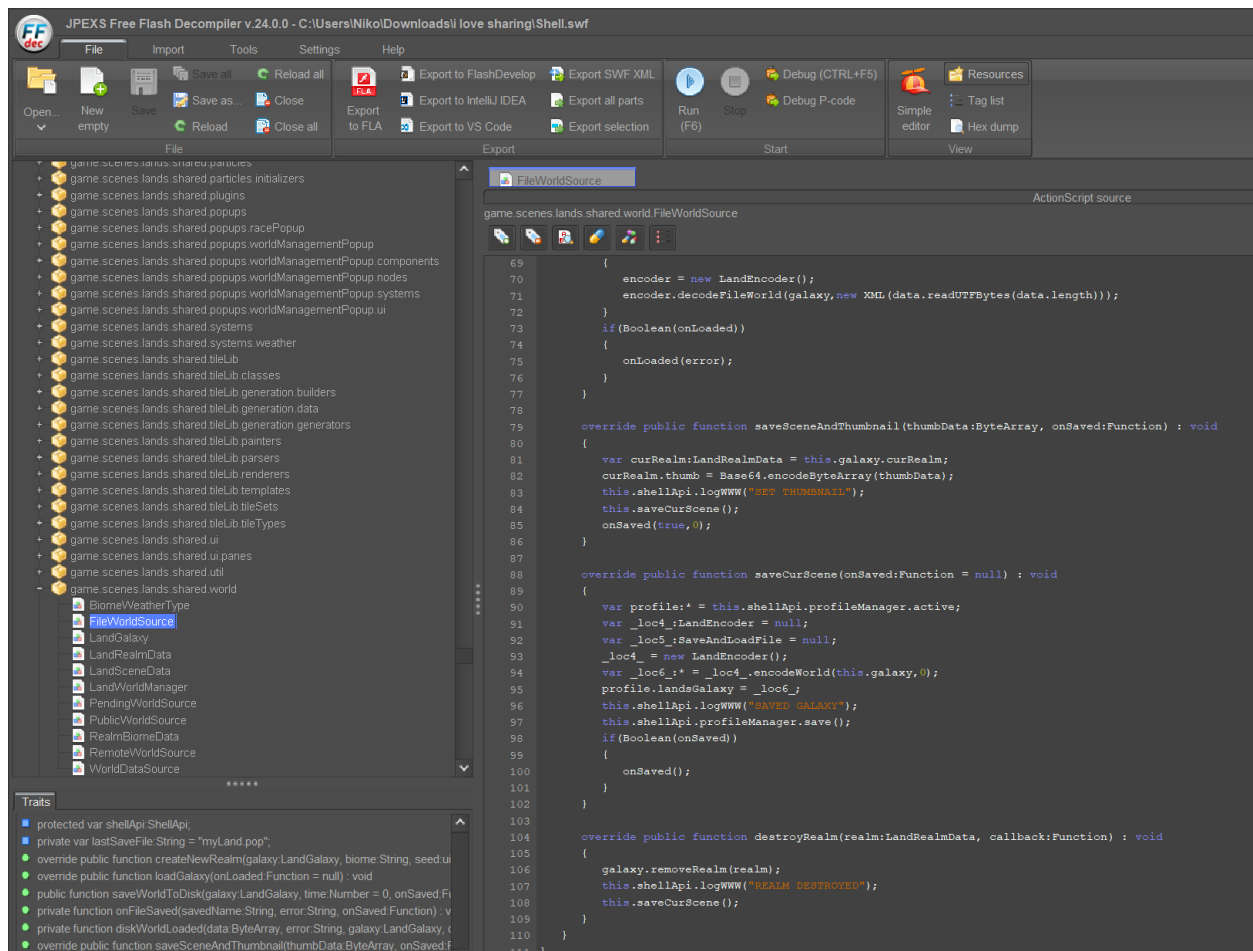 JPEXS Free Flash Decompiler v.24.0.0 - C:\Users\Niko\Downloads\i love sharing\Shell.swf
FF
dec
File Import Tools Settings Help
Open... New empty Save Save all Save as... Reload Reload all Close Close all
File
FLA
Export to FLA Export to FlashDevelop Export to IntelliJ IDEA Export to VS Code Export SWF XML Export all parts Export selection
Export
Run (F6) Stop Debug (CTRL+F5) Debug P-code
Start
Simple editor Resources Tag list Hex dump
View
game.scenes.lands.shared.particles
game.scenes.lands.shared.particles.initializers
game.scenes.lands.shared.plugins
game.scenes.lands.shared.popups
game.scenes.lands.shared.popups.racePopup
game.scenes.lands.shared.popups.worldManagementPopup
game.scenes.lands.shared.popups.worldManagementPopup.components
game.scenes.lands.shared.popups.worldManagementPopup.nodes
game.scenes.lands.shared.popups.worldManagementPopup.systems
game.scenes.lands.shared.popups.worldManagementPopup.ui
game.scenes.lands.shared.systems
game.scenes.lands.shared.systems.weather
game.scenes.lands.shared.tileLib
game.scenes.lands.shared.tileLib.classes
game.scenes.lands.shared.tileLib.generation.builders
game.scenes.lands.shared.tileLib.generation.data
game.scenes.lands.shared.tileLib.generation.generators
game.scenes.lands.shared.tileLib.painters
game.scenes.lands.shared.tileLib.parsers
game.scenes.lands.shared.tileLib.renderers
game.scenes.lands.shared.tileLib.templates
game.scenes.lands.shared.tileLib.tileSets
game.scenes.lands.shared.tileLib.tileTypes
game.scenes.lands.shared.ui
game.scenes.lands.shared.ui.panes
game.scenes.lands.shared.util
game.scenes.lands.shared.world
BiomeWeatherType
FileWorldSource
LandGalaxy
LandRealmData
LandSceneData
LandWorldManager
PendingWorldSource
PublicWorldSource
RealmBiomeData
RemoteWorldSource
WorldDataSource
Traits
protected var shellApi:ShellApi;
private var lastSaveFile:String = "myLand.pop";
override public function createNewRealm(galaxy:LandGalaxy, biome:String, seed:ui
override public function loadGalaxy(onLoaded:Function = null) : void
public function saveWorldToDisk(galaxy:LandGalaxy, time:Number = 0, onSaved:Fu
private function onFileSaved(savedName:String, error:String, onSaved:Function) : v
private function diskWorldLoaded(data:ByteArray, error:String, galaxy:LandGalaxy, o
override public function saveSceneAndThumbnail(thumbData:ByteArray, onSaved:F
FileWorldSource
ActionScript source
game.scenes.lands.shared.world.FileWorldSource
69 {
70 encoder = new LandEncoder();
71 encoder.decodeFileWorld(galaxy,new XML(data.readUTFBytes(data.length)));
72 }
73 if(Boolean(onLoaded))
74 {
75 onLoaded(error);
76 }
77 }
78
79 override public function saveSceneAndThumbnail(thumbData:ByteArray, onSaved:Function) : void
80 {
81 var curRealm:LandRealmData = this.galaxy.curRealm;
82 curRealm.thumb = Base64.encodeByteArray(thumbData);
83 this.shellApi.logWWW("SET THUMBNAIL");
84 this.saveCurScene();
85 onSaved(true,0);
86 }
87
88 override public function saveCurScene(onSaved:Function = null) : void
89 {
90 var profile:* = this.shellApi.profileManager.active;
91 var _loc4_:LandEncoder = null;
92 var _loc5_:SaveAndLoadFile = null;
93 _loc4_ = new LandEncoder();
94 var _loc6_:* = _loc4_.encodeWorld(this.galaxy,0);
95 profile.landsGalaxy = _loc6_;
96 this.shellApi.logWWW("SAVED GALAXY");
97 this.shellApi.profileManager.save();
98 if(Boolean(onSaved))
99 {
100 onSaved();
101 }
102 }
103
104 override public function destroyRealm(realm:LandRealmData, callback:Function) : void
105 {
106 galaxy.removeRealm(realm);
107 this.shellApi.logWWW("REALM DESTROYED");
108 this.saveCurScene();
109 }
110 }